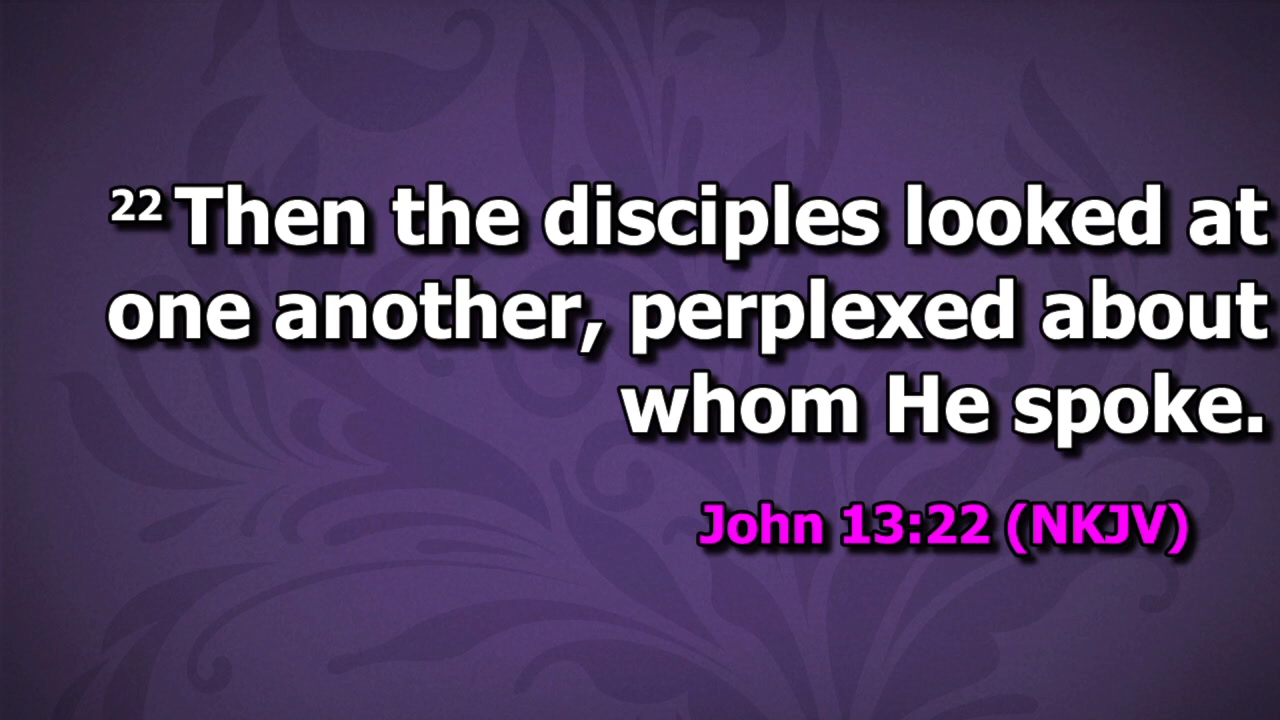 22 Then the disciples looked at
one another, perplexed about
whom He spoke.
John 13:22 (NKJV)